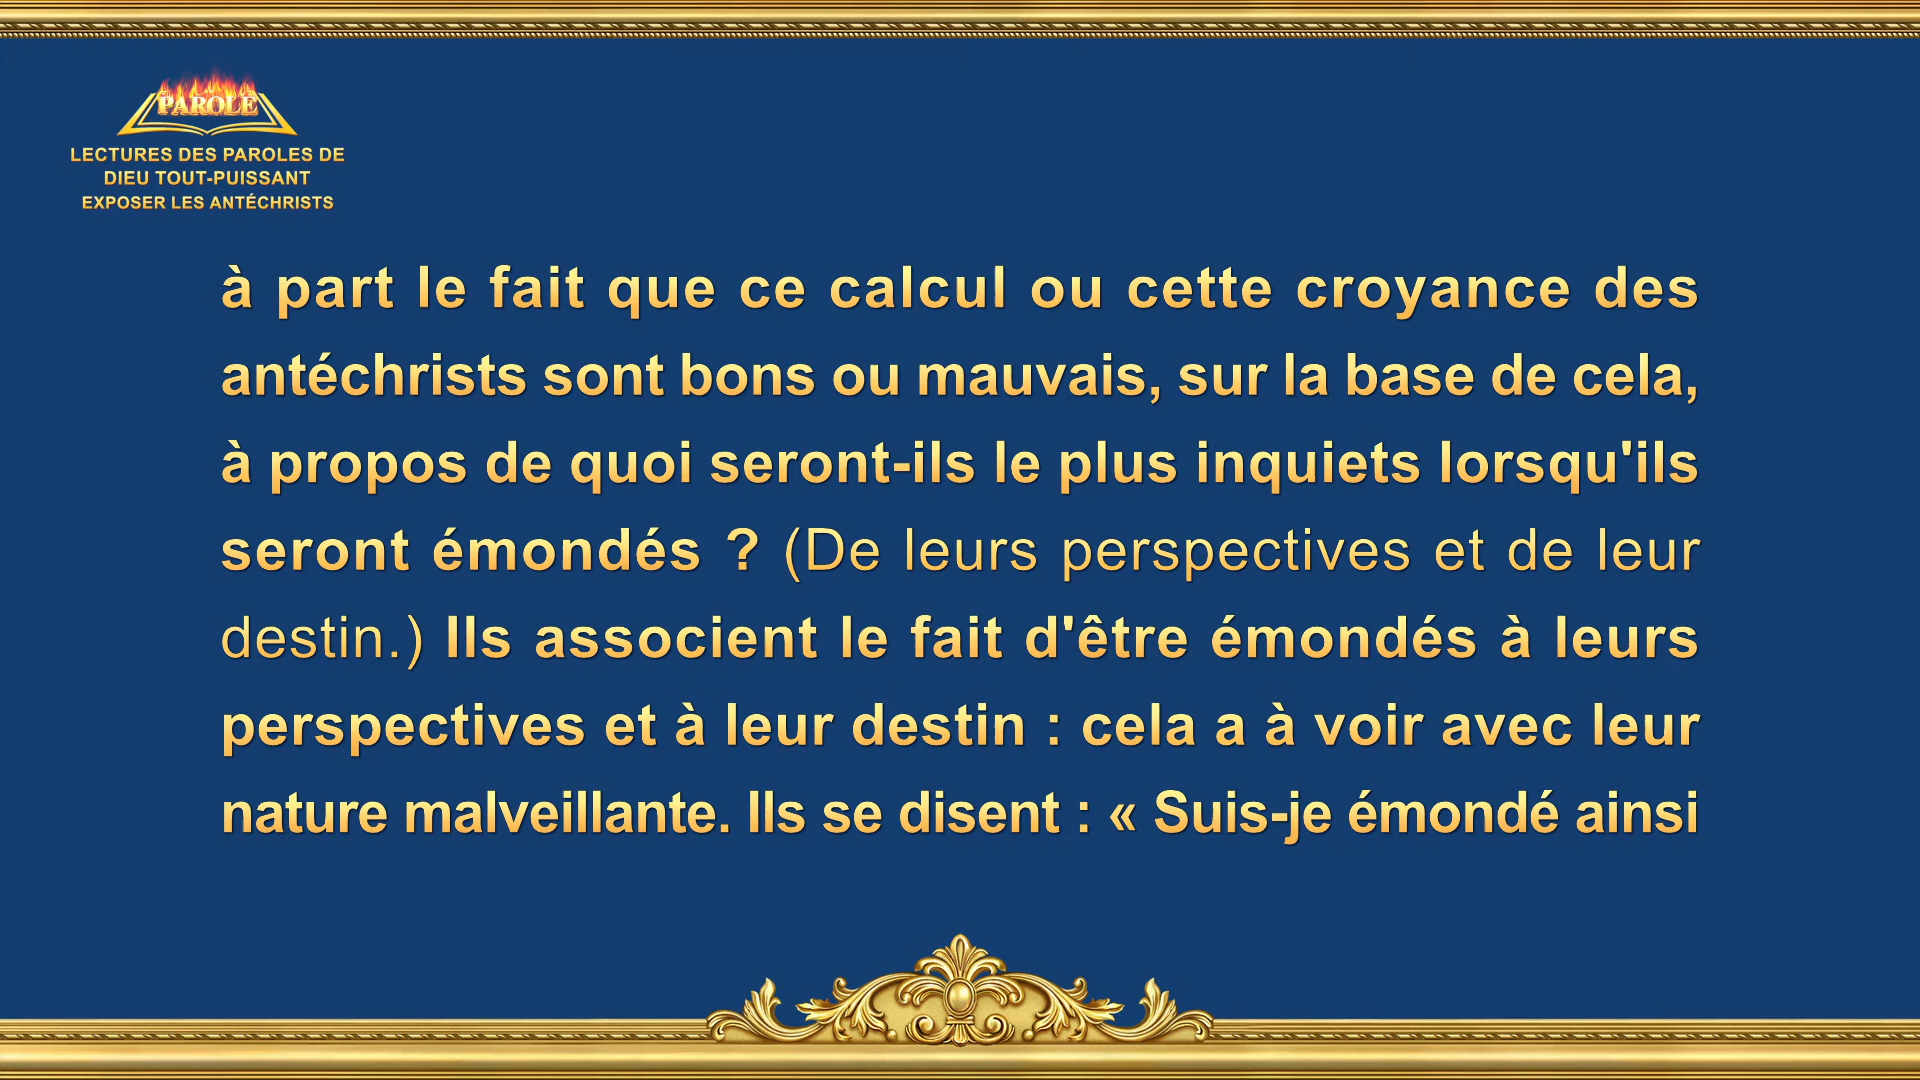 PAROLE
LECTURES DES PAROLES DE
DIEU TOUT-PUISSANT
EXPOSER LES ANTÉCHRISTS
à part le fait que ce calcul ou cette croyance des
antéchrists sont bons ou mauvais, sur la base de cela,
à propos de quoi seront-ils le plus inquiets lorsqu'ils
seront émondés ? (De leurs perspectives et de leur
destin.) Ils associent le fait d'être émondés à leurs
perspectives et à leur destin : cela a à voir avec leur
nature malveillante. Ils se disent : « Suis-je émondé ainsi